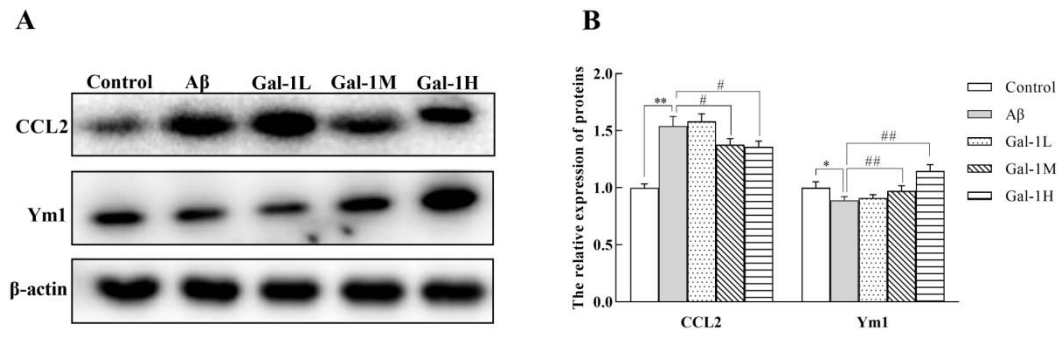 A
Control Aβ Gal-1L Gal-1M Gal-1H
CCL2
Ym1
β-actin
B
The relative expression of proteins
2.0
1.5
1.0
0.5
0.0
** # #
* ## ##
CCL2 Ym1
Control
Aβ
Gal-1L
Gal-1M
Gal-1H